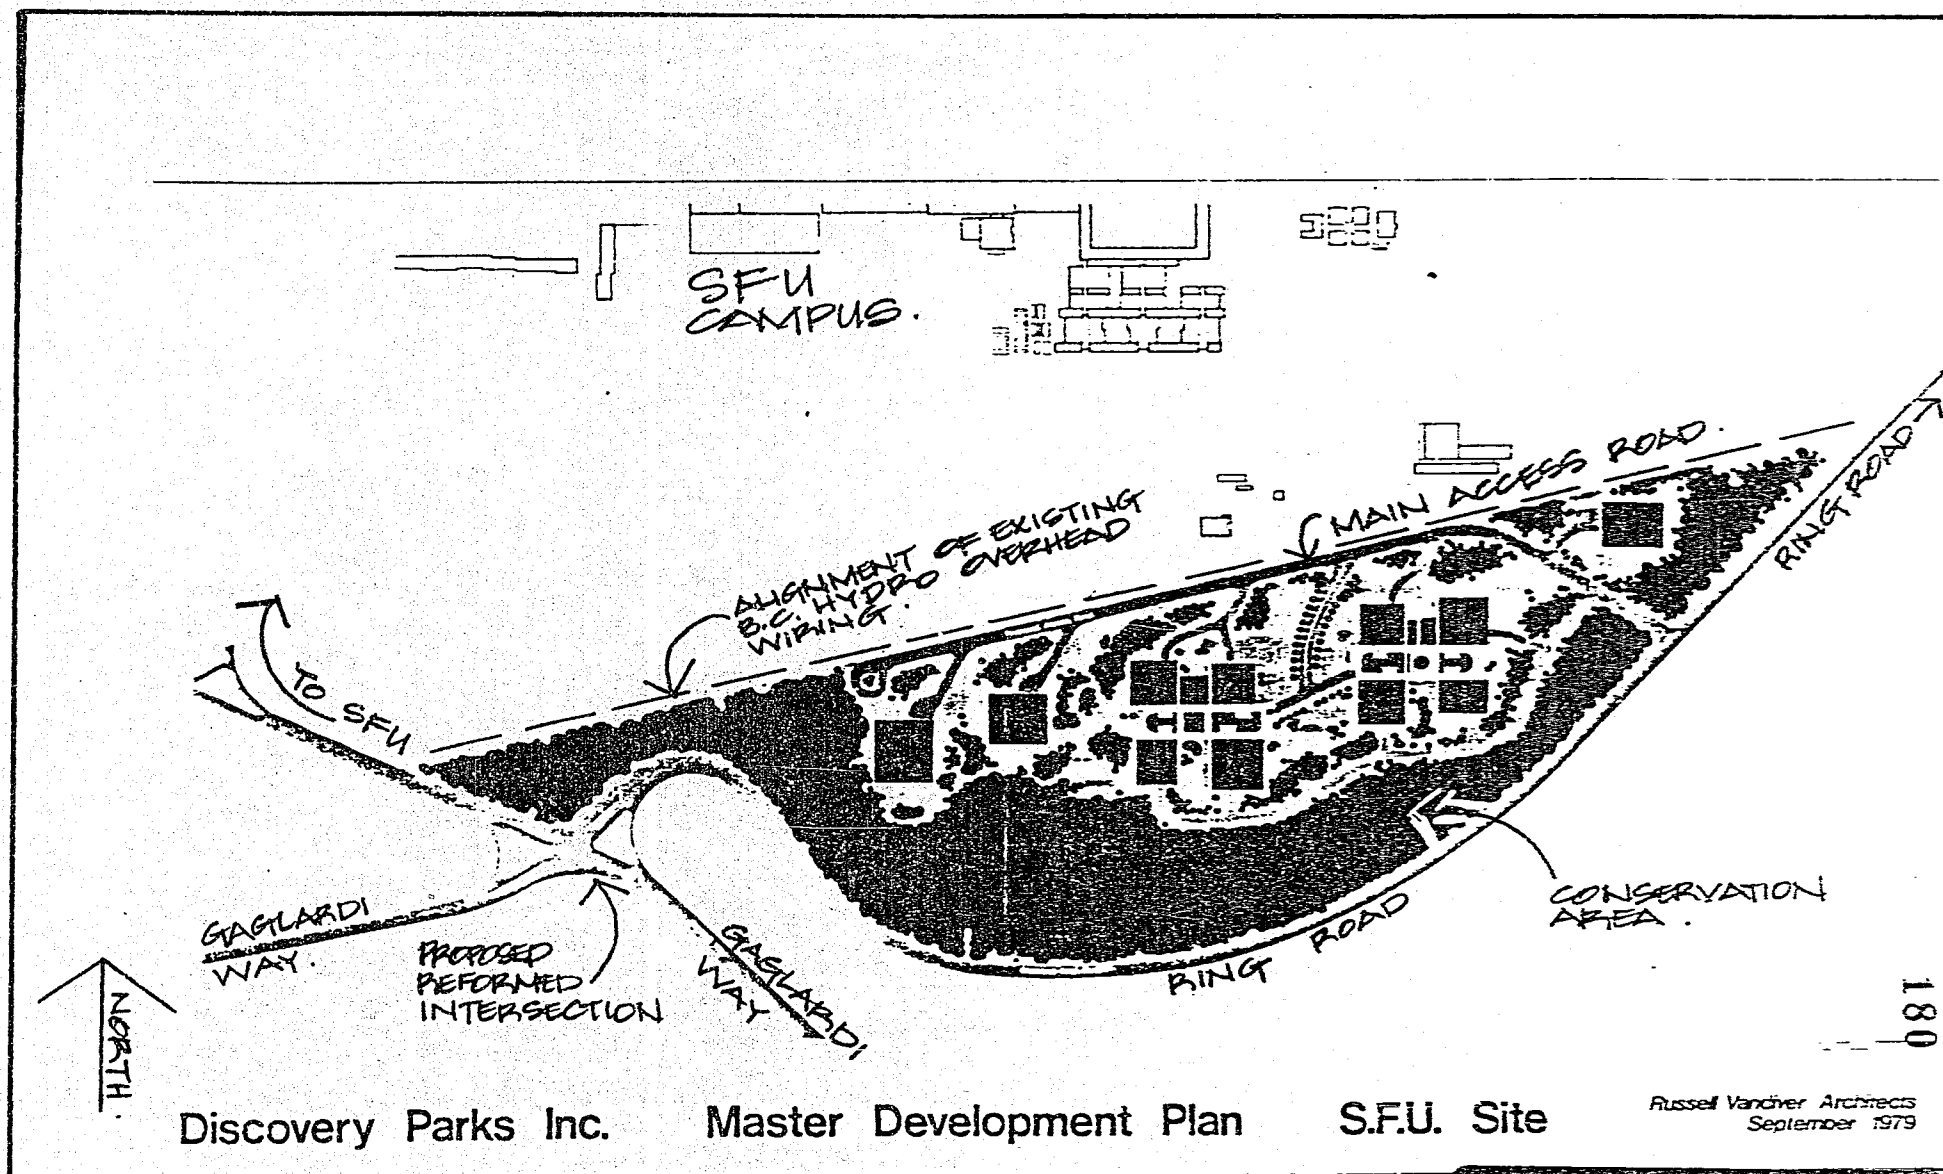 SFU
CAMPUS.
MAIN ACCESS ROAD.
RING ROAD
ALIGNMENT OF EXISTING
B.C. HYDRO OVERHEAD
WIRING.
TO SFU
GAGLARDI
WAY.
PROPOSED
REFORMED
INTERSECTION
GAGLARDI
WAY
RING ROAD
CONSERVATION
AREA.
NORTH.
180
Discovery Parks Inc. Master Development Plan S.F.U. Site
Russell Vandiver Architects
September 1979